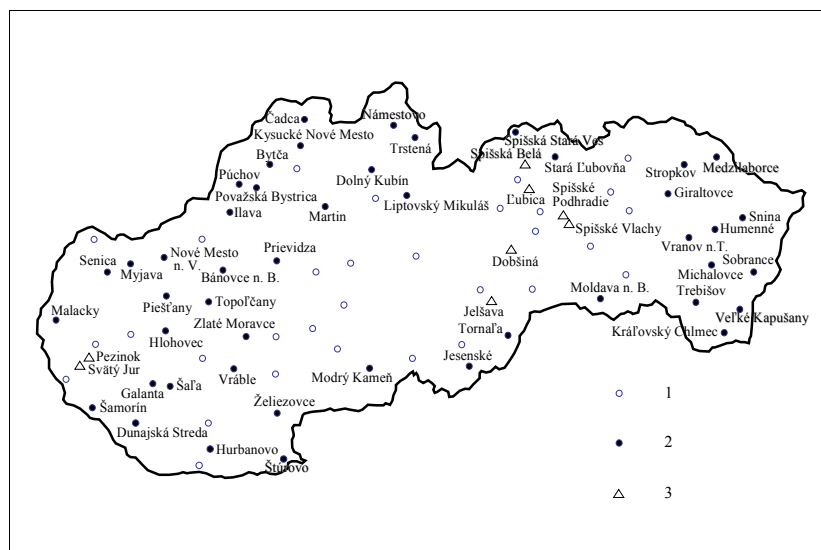 Čadca
Námestovo
Kysucké Nové Mesto
Trstená
Spišská Stará Ves
Bytča
Spišská Belá
Stará Ľubovňa
Medzilaborce
Púchov
Dolný Kubín
Stropkov
Považská Bystrica
Liptovský Mikuláš
Ľubica
Spišské
Podhradie
Giraltovce
Ilava
Martin
Spišské Vlachy
Snina
Humenné
Vranov n.T.
Senica
Myjava
Nové Mesto
n. V.
Prievidza
Bánovce n. B.
Dobšiná
Sobrance
Michalovce
Moldava n. B.
Trebišov
Malacky
Piešťany
Topoľčany
Jelšava
Veľké Kapušany
Zlaté Moravce
Tornaľa
Kráľovský Chlmec
Hlohovec
Pezinok
Svätý Jur
Jesenské
Modrý Kameň
Vráble
Galanta
Šaľa
Šamorín
Želiezovce
Dunajská Streda
Hurbanovo
Štúrovo
1
2
3